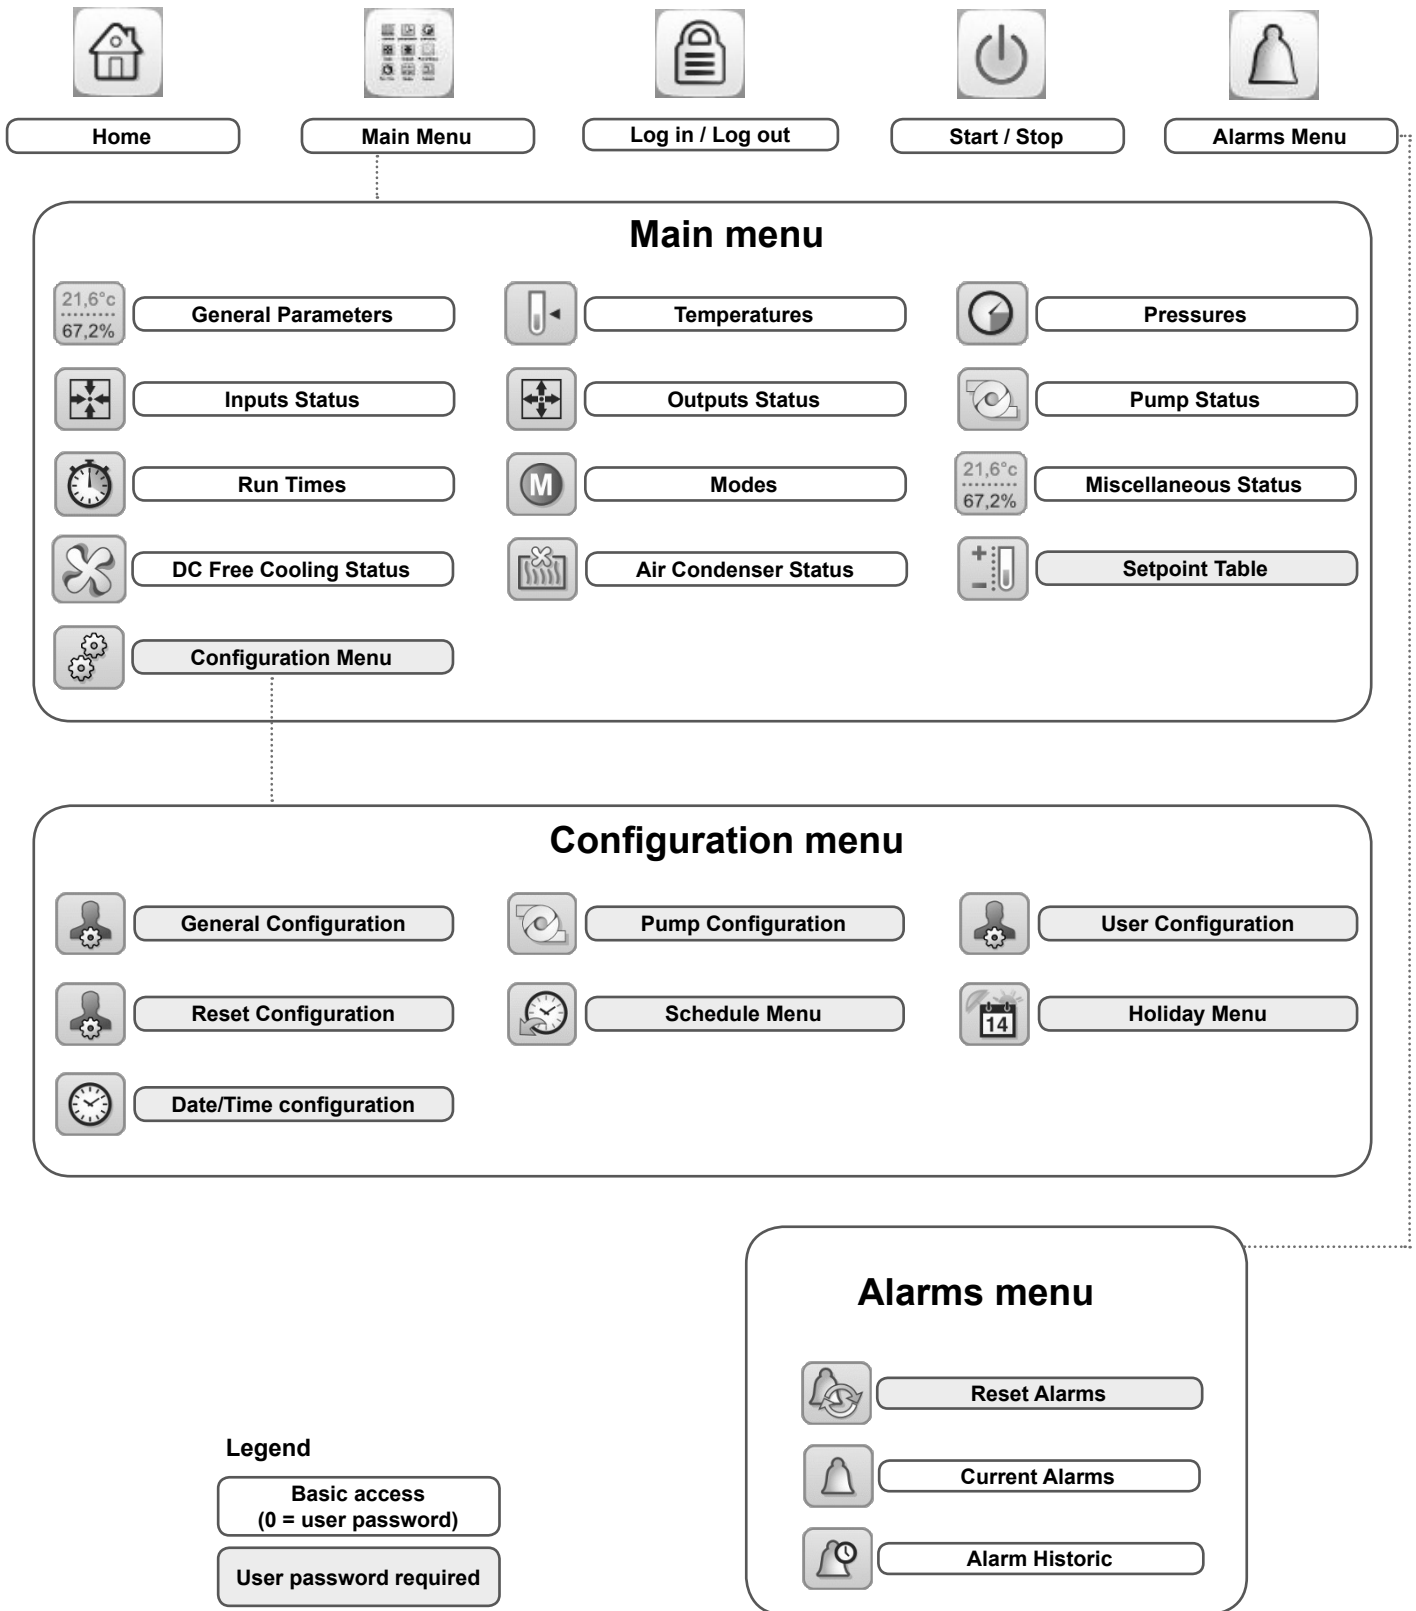 Home
Main Menu
Log in / Log out
Start / Stop
Alarms Menu
Main menu
21,6°c
67,2%
General Parameters
Temperatures
Pressures
Inputs Status
Outputs Status
Pump Status
Run Times
M
Modes
21,6°c
67,2%
Miscellaneous Status
DC Free Cooling Status
Air Condenser Status
Setpoint Table
Configuration Menu
Configuration menu
General Configuration
Pump Configuration
User Configuration
Reset Configuration
Schedule Menu
14
Holiday Menu
Date/Time configuration
Alarms menu
Reset Alarms
Current Alarms
Alarm Historic
Legend
Basic access
(0 = user password)
User password required